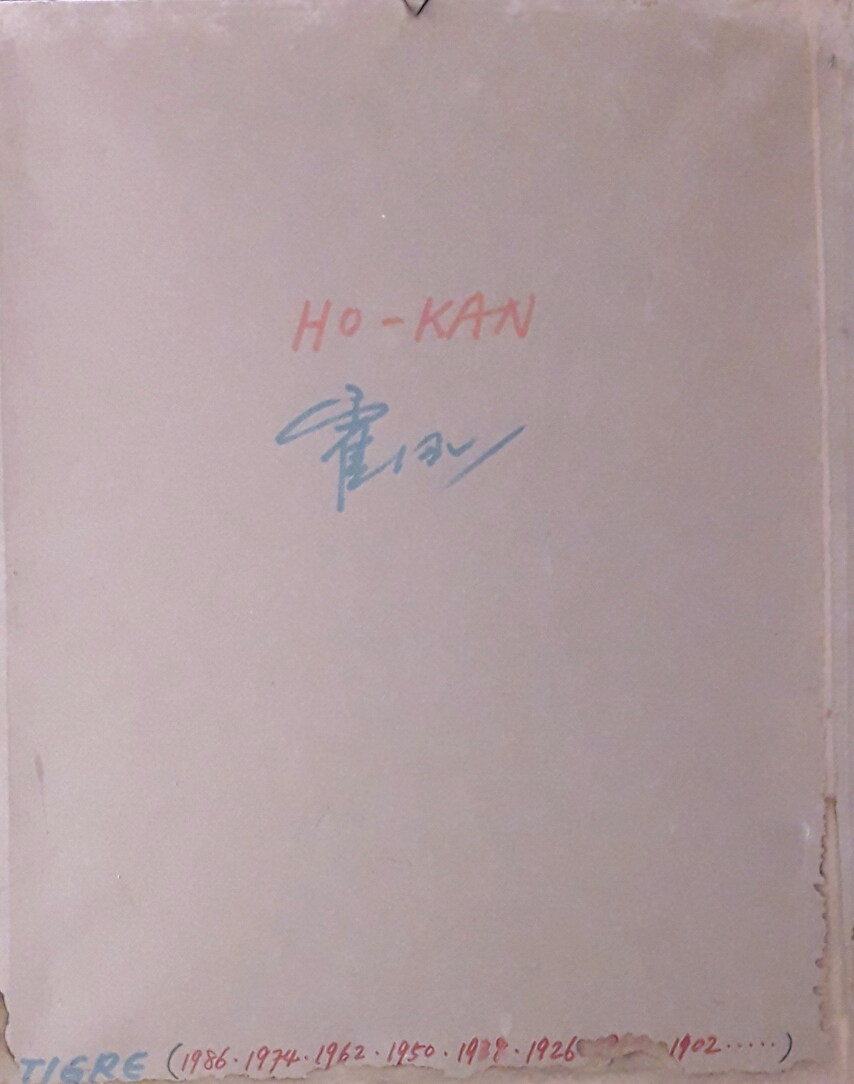 HO-KAN
霍刚
TIGRE (1986.1974.1962.1950.1938.1926 1902.....)